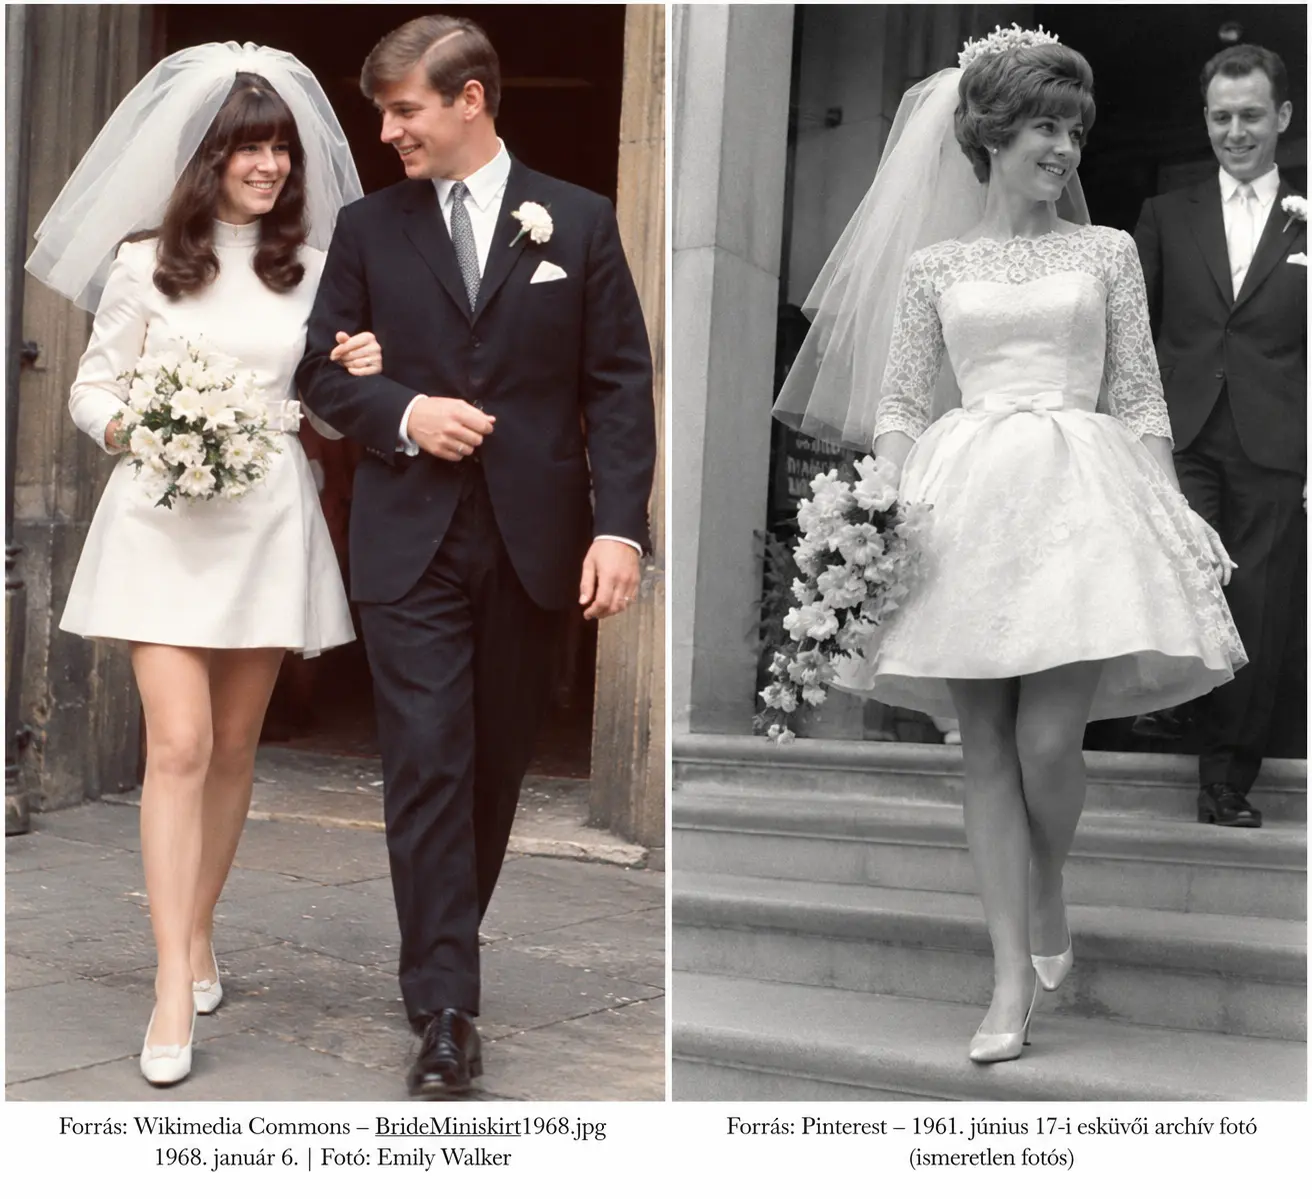 Forrás: Wikimedia Commons – BrideMiniskirt1968.jpg
1968. január 6. | Fotó: Emily Walker
Forrás: Pinterest – 1961. június 17-i esküvői archív fotó
(ismeretlen fotós)